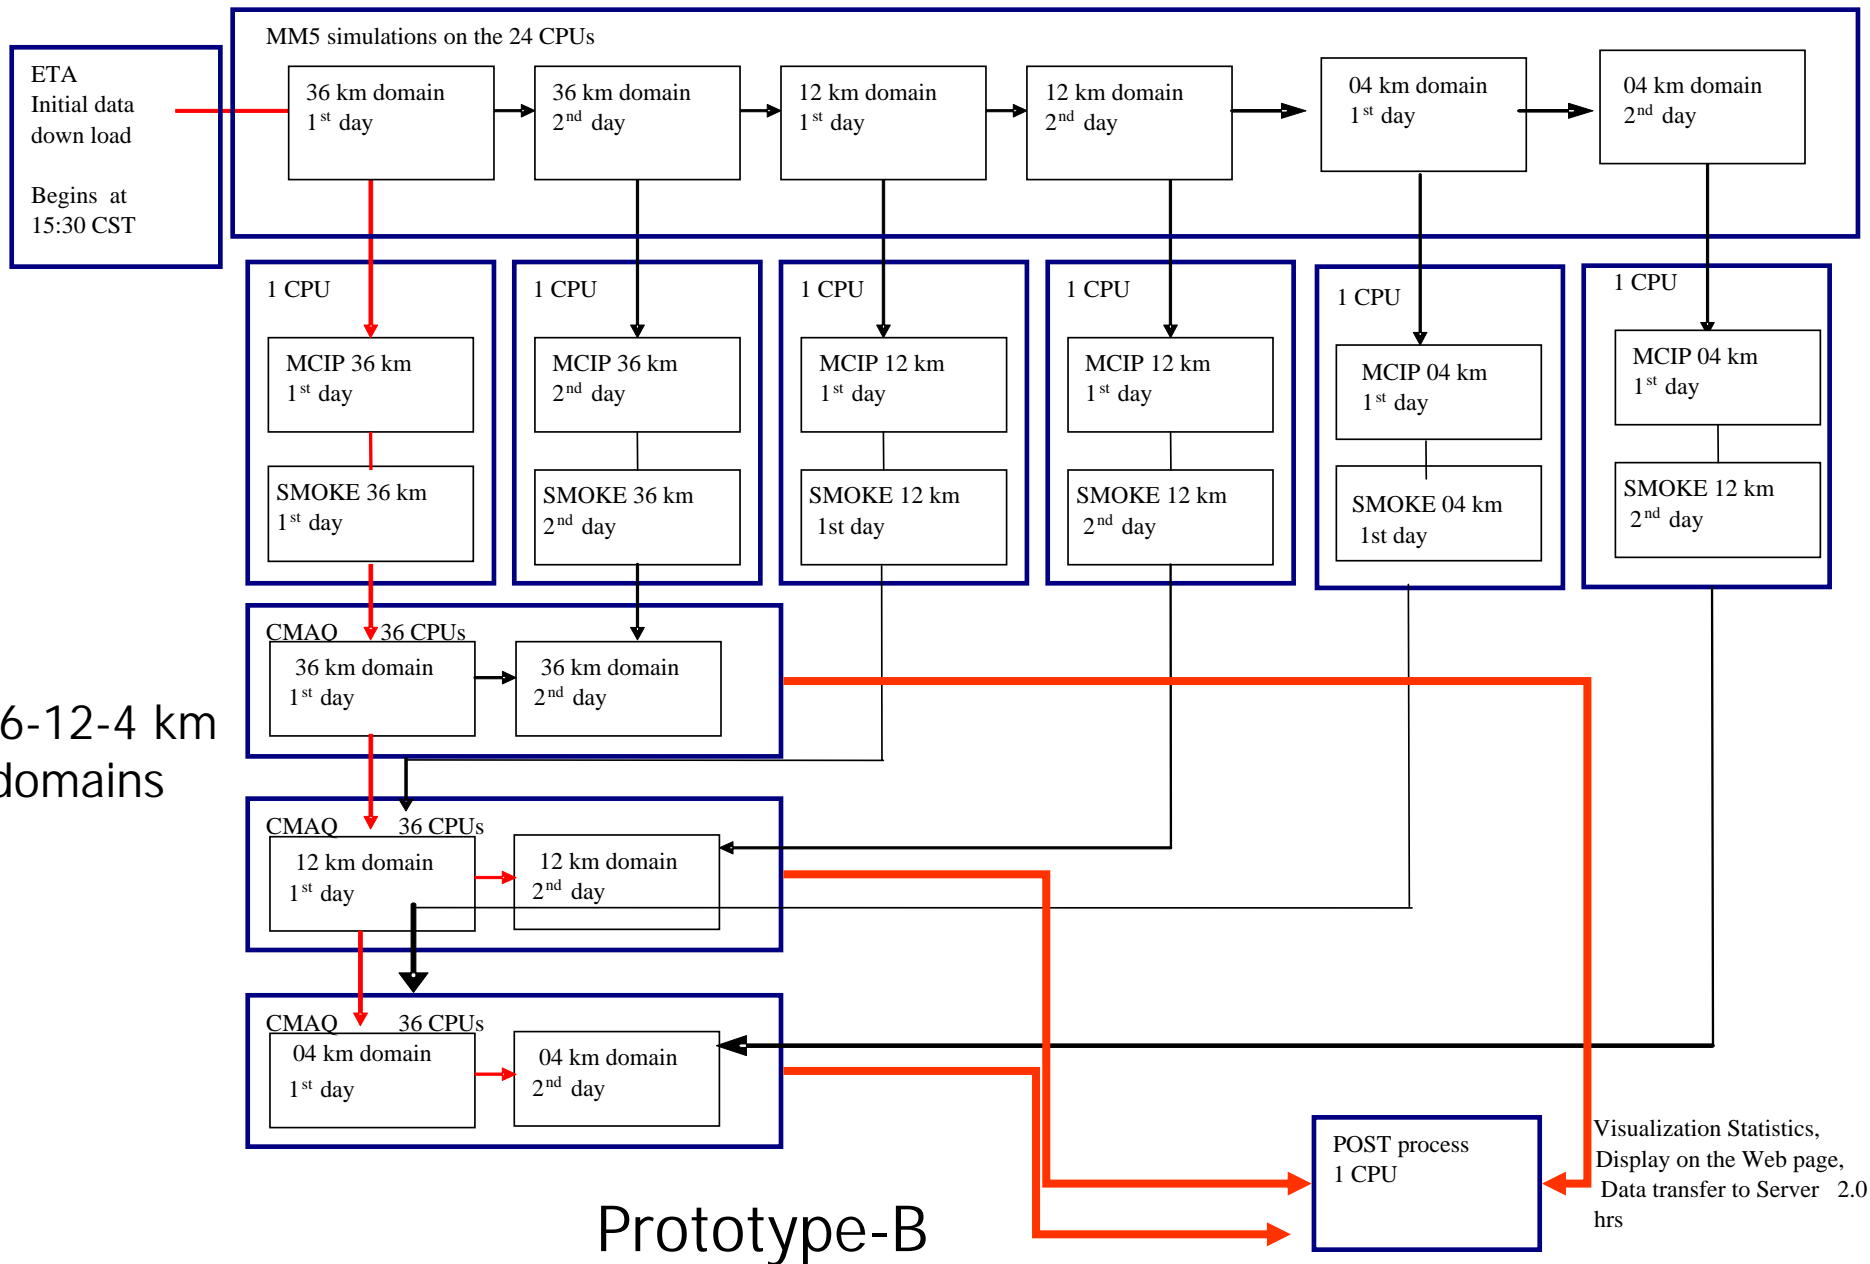 MM5 simulations on the 24 CPUs
ETA
Initial data
down load
Begins at
15:30 CST
36 km domain
1st day
36 km domain
2nd day
12 km domain
1st day
12 km domain
2nd day
04 km domain
1st day
04 km domain
2nd day
1 CPU
MCIP 36 km
1st day
SMOKE 36 km
1st day
1 CPU
MCIP 36 km
2nd day
SMOKE 36 km
2nd day
1 CPU
MCIP 12 km
1st day
SMOKE 12 km
1st day
1 CPU
MCIP 12 km
1st day
SMOKE 12 km
2nd day
1 CPU
MCIP 04 km
1st day
SMOKE 04 km
1st day
1 CPU
MCIP 04 km
1st day
SMOKE 12 km
2nd day
CMAQ 36 CPUs
36 km domain
1st day
36 km domain
2nd day
6-12-4 km
domains
CMAQ 36 CPUs
12 km domain
1st day
12 km domain
2nd day
CMAQ 36 CPUs
04 km domain
1st day
04 km domain
2nd day
POST process
1 CPU
Visualization Statistics,
Display on the Web page,
Data transfer to Server 2.0
hrs
Prototype-B